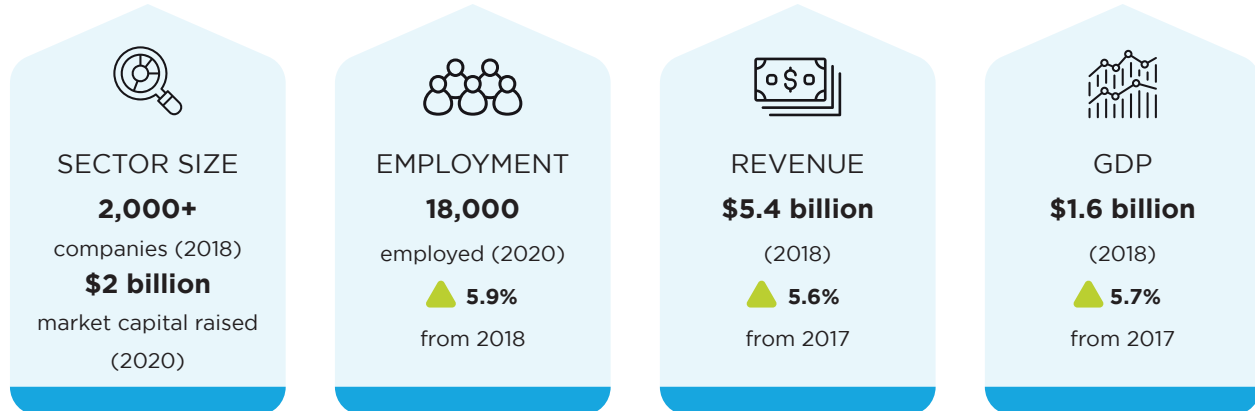 SECTOR SIZE
2,000+
companies (2018)
$2 billion
market capital raised
(2020)
EMPLOYMENT
18,000
employed (2020)
5.9%
from 2018
$
REVENUE
$5.4 billion
(2018)
5.6%
from 2017
GDP
$1.6 billion
(2018)
5.7%
from 2017